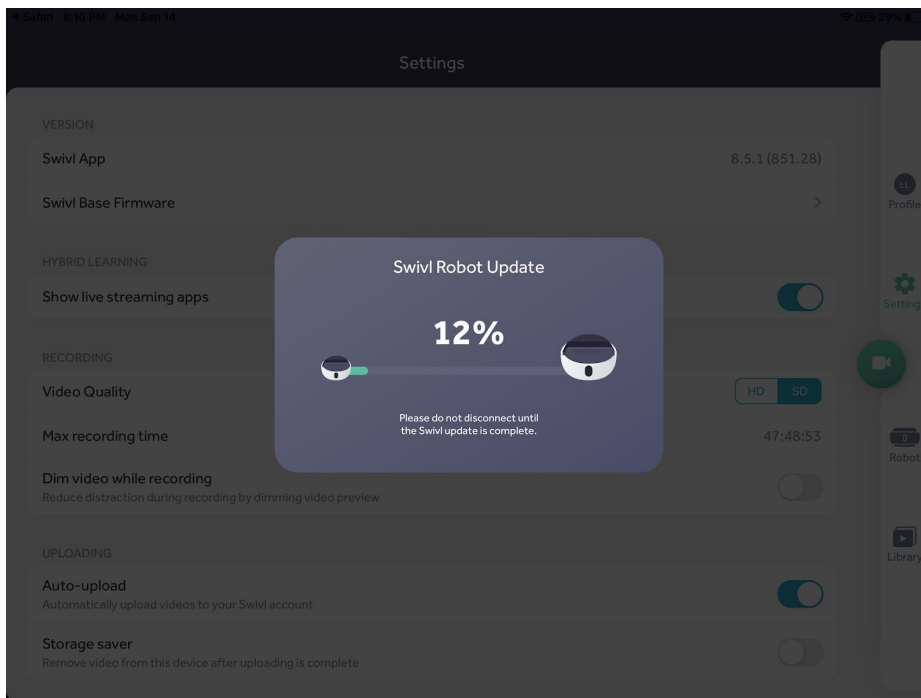 Safari 8:10 PM Mon Sep 14 29%
Settings
VERSION
Swivl App 8.5.1 (851.28)
Swivl Base Firmware
HYBRID LEARNING
Show live streaming apps
RECORDING
Video Quality HD SD
Max recording time 47:48:53
Dim video while recording
Reduce distraction during recording by dimming video preview
UPLOADING
Auto-upload
Automatically upload videos to your Swivl account
Storage saver
Remove video from this device after uploading is complete
Swivl Robot Update
12%
Please do not disconnect until
the Swivl update is complete.
LL
Profile
Setting
Robot
Library